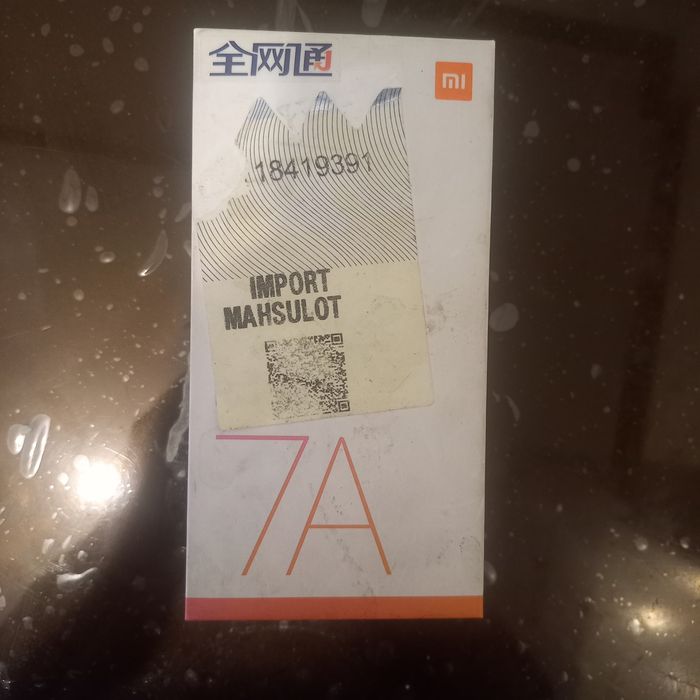 全网通
mi
18419391
IMPORT
MAHSULOT
7A